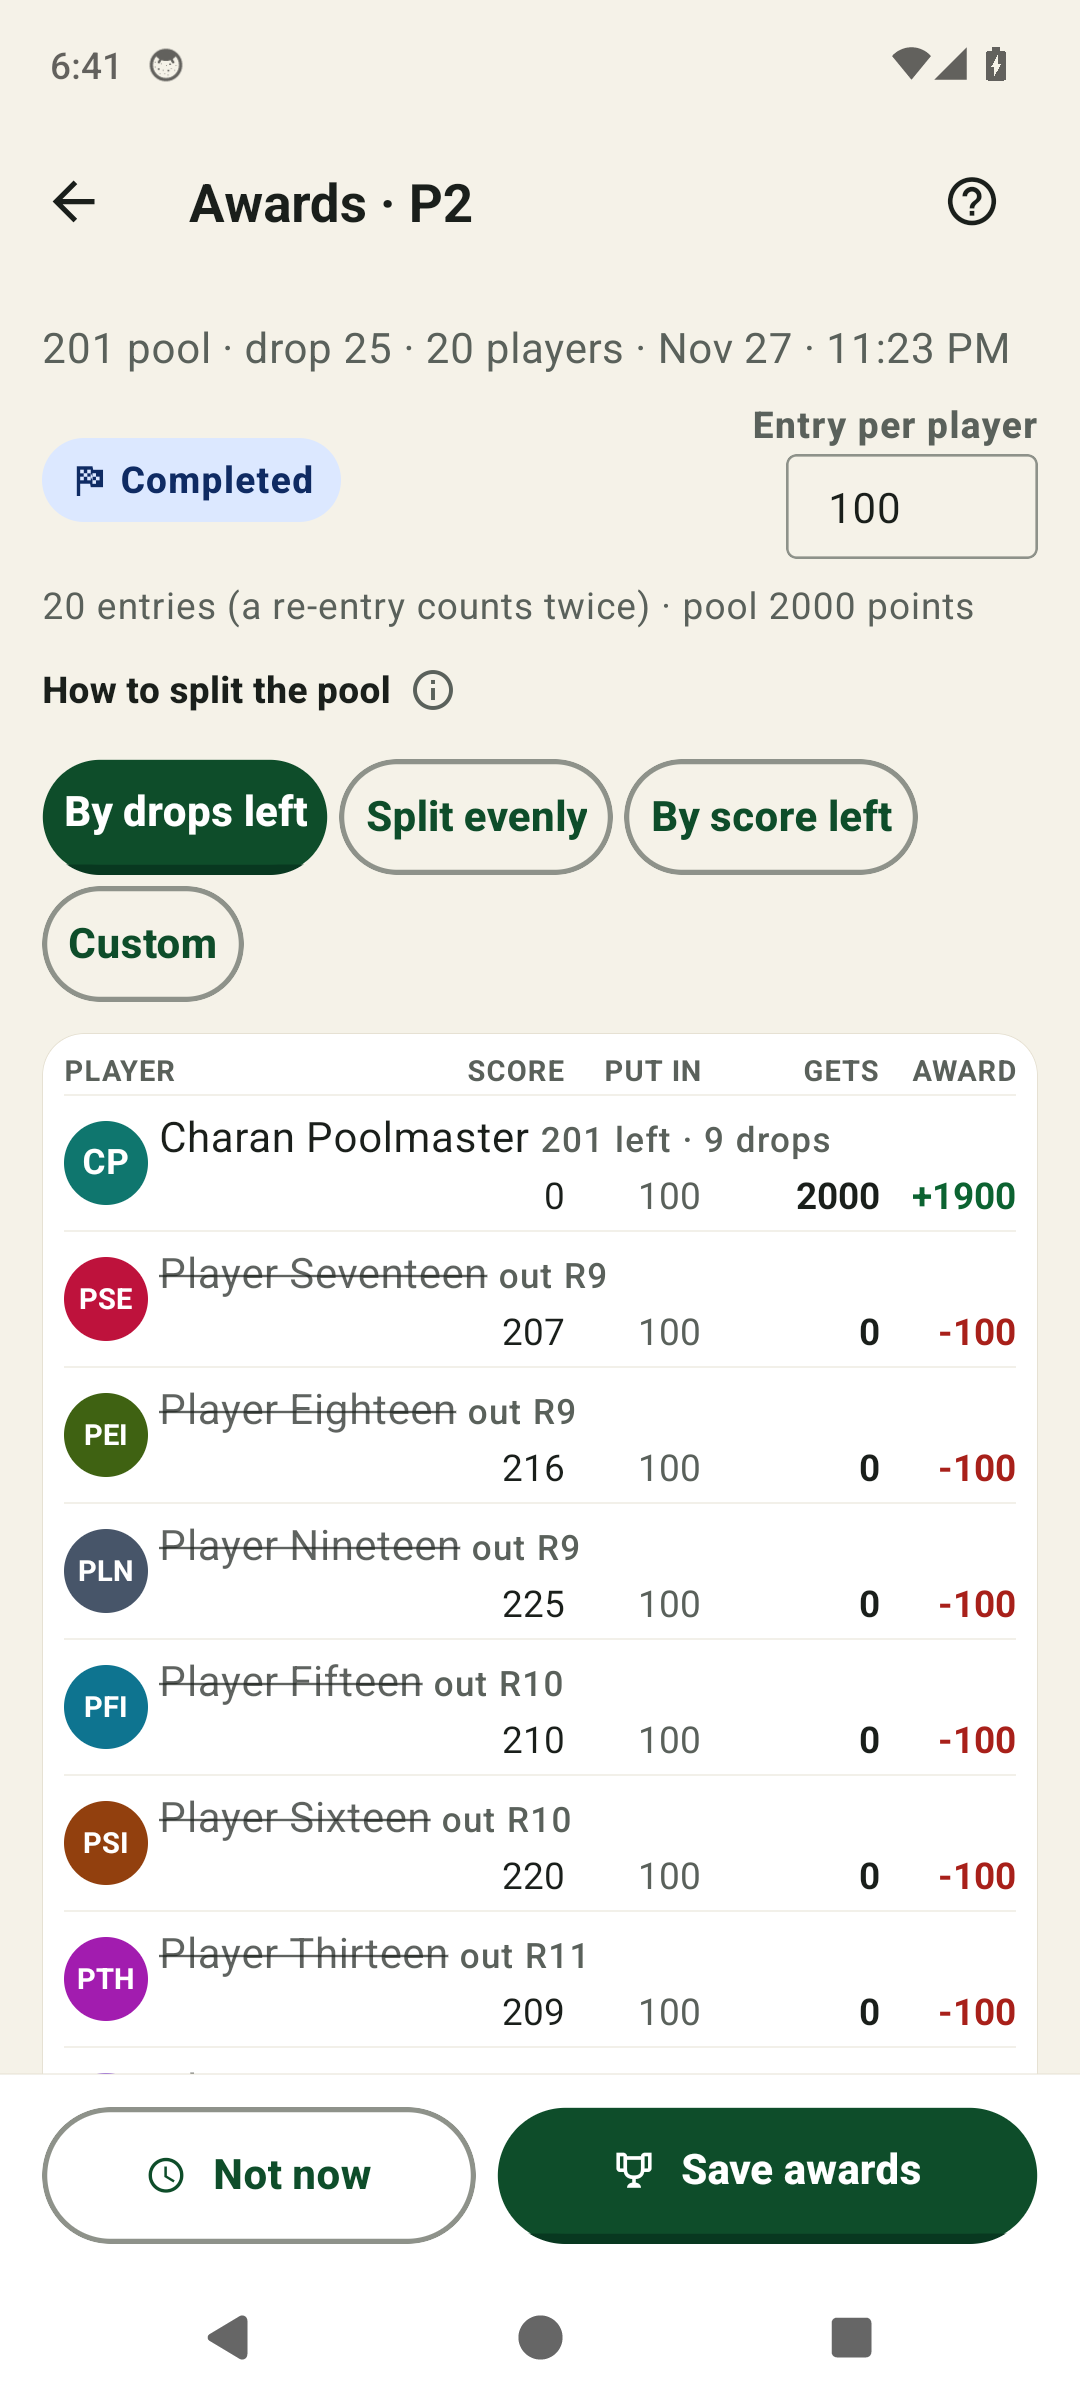 6:41
Awards · P2
201 pool · drop 25 · 20 players · Nov 27 · 11:23 PM
Entry per player
Completed
100
20 entries (a re-entry counts twice) · pool 2000 points
How to split the pool
By drops left Split evenly By score left
Custom
PLAYER SCORE PUT IN GETS AWARD
CP Charan Poolmaster 201 left · 9 drops
0 100 2000 +1900
PSE Player Seventeen out R9
207 100 0 -100
PEI Player Eighteen out R9
216 100 0 -100
PLN Player Nineteen out R9
225 100 0 -100
PFI Player Fifteen out R10
210 100 0 -100
PSI Player Sixteen out R10
220 100 0 -100
PTH Player Thirteen out R11
209 100 0 -100
Not now Save awards